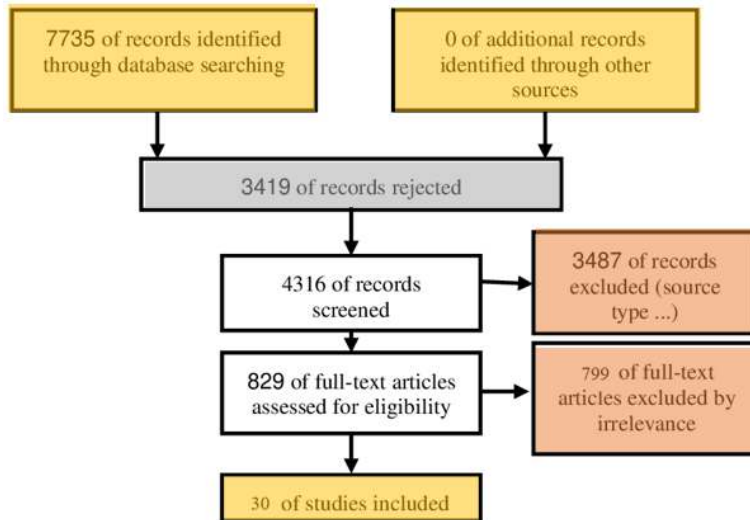 7735 of records identified
through database searching
0 of additional records
identified through other
sources
3419 of records rejected
4316 of records
screened
3487 of records
excluded (source
type ...)
829 of full-text articles
assessed for eligibility
799 of full-text
articles excluded by
irrelevance
30 of studies included